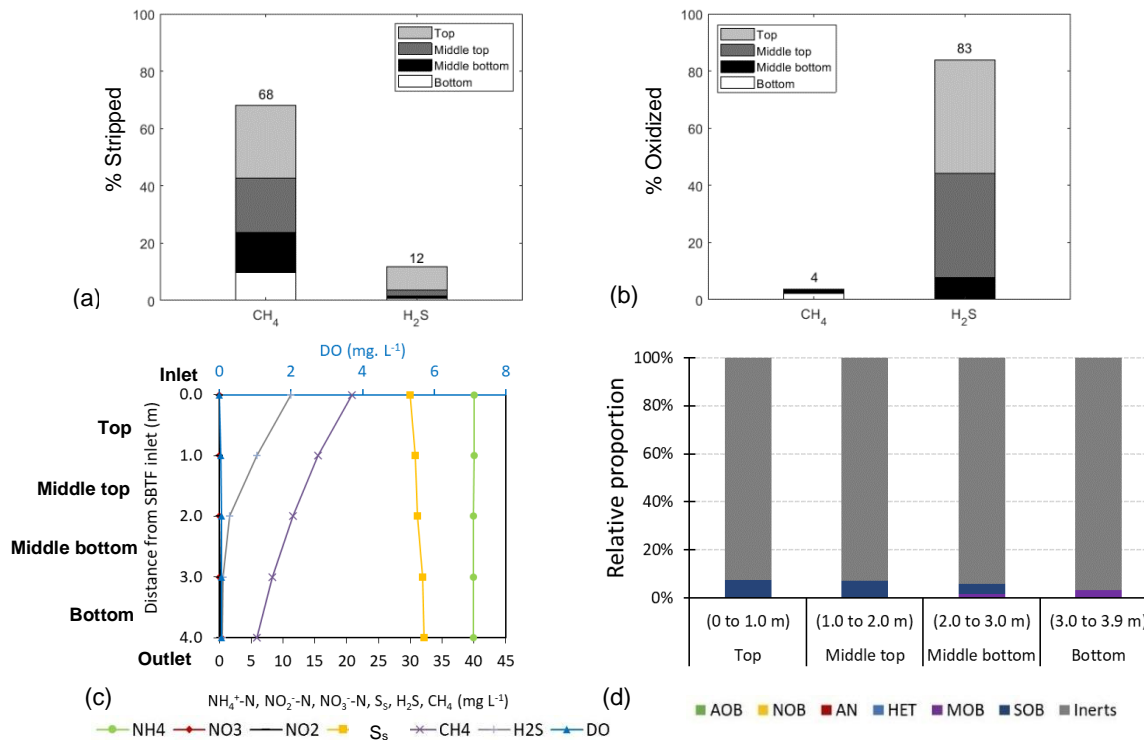 100
80
60
40
20
0
% Stripped
68
12
Top
Middle top
Middle bottom
Bottom
CH4
H2S
(a)
100
80
60
40
20
0
% Oxidized
4
83
Top
Middle top
Middle bottom
Bottom
CH4
H2S
(b)
DO (mg. L-1)
Inlet
0 2 4 6 8
0.0
Top
1.0
Middle top
2.0
Middle bottom
3.0
Bottom
4.0
Distance from SBTF inlet (m)
Outlet
0 5 10 15 20 25 30 35 40 45
(c)
NH4+-N, NO2--N, NO3--N, SS, H2S, CH4 (mg L-1)
NH4 NO3 NO2 Ss CH4 H2S DO
100%
80%
60%
40%
20%
0%
Relative proportion
(0 to 1.0 m) (1.0 to 2.0 m) (2.0 to 3.0 m) (3.0 to 3.9 m)
Top Middle top Middle bottom Bottom
(d)
AOB NOB AN HET MOB SOB Inerts